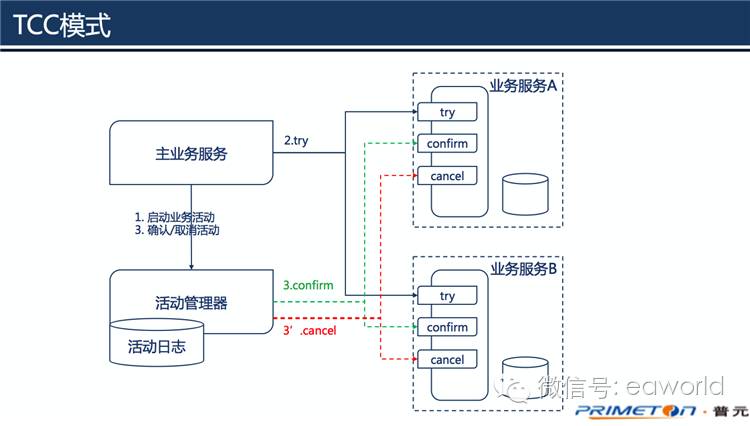 TCC模式
业务服务A
try
confirm
cancel
主业务服务
2.try
1. 启动业务活动
3. 确认/取消活动
活动管理器
活动日志
3.confirm
3’.cancel
业务服务B
try
confirm
cancel
微信号: eaworld
PRIMETON·普元